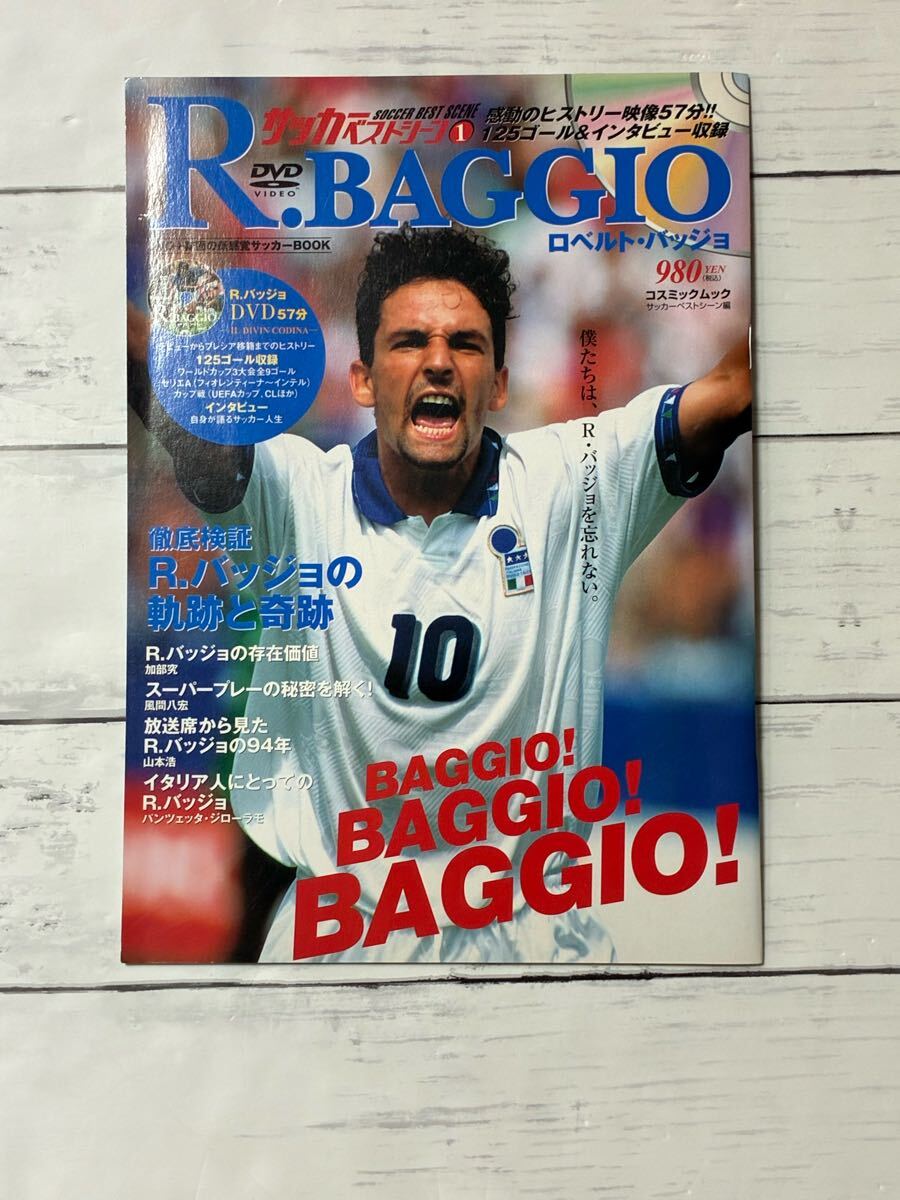 サッカーベストシーン1
SOCCER BEST SCENE
感動のヒストリー映像57分!!
125ゴール&インタビュー収録
R.BAGGIO
DVD
VIDEO
ロベルト・バッジョ
サッカーBOOK
980YEN
(税込)
コスミックムック
サッカーベストシーン編
R.BAGGIO
R.バッジョ
DVD57分
IL DIVIN CODINA
ブレシア移籍までのヒストリー
125ゴール収録
ワールドカップ3大会全9ゴール
セリエA(フィオレンティーナ〜インテル)
カップ戦(UEFAカップ、CLほか)
インタビュー
自身が語るサッカー人生
僕たちは、R・バッジョを忘れない。
徹底検証
R.バッジョの
軌跡と奇跡
R.バッジョの存在価値
加部究
スーパープレーの秘密を解く!
風間八宏
放送席から見た
R.バッジョの94年
山本浩
イタリア人にとっての
R.バッジョ
パンツェッタ・ジローラモ
10
BAGGIO!
BAGGIO!
BAGGIO!